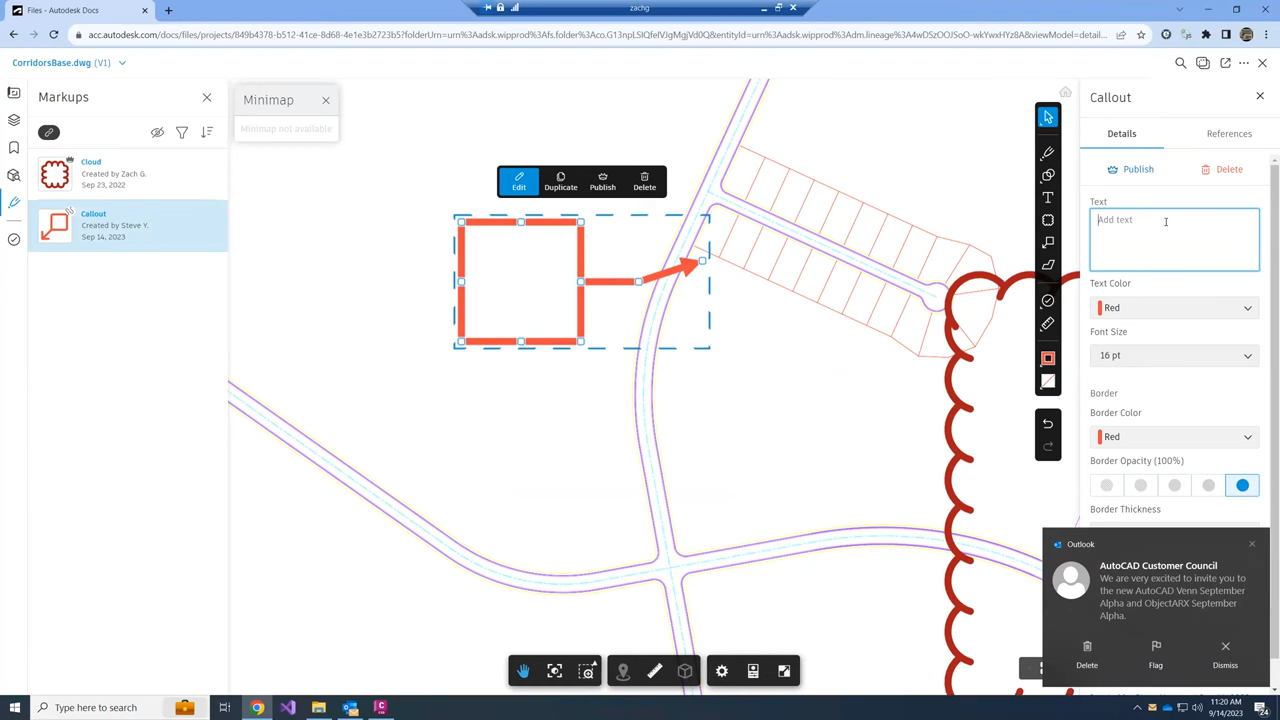 Files - Autodesk Docs
zachg
acc.autodesk.com/docs/files/projects/849b4378-b512-41ce-8d68-4e1e3b2723b5?folderUrn=urn%3Aadsk.wipprod%3Afs.folder%3Aco.G13npLSIQfeIVJgMgjVd0Q&entityId=urn%3Aadsk.wipprod%3Adm.lineage%3A4wDSzOOJSoO-wkYwxHYz8A&viewModel=detail...
CorridorsBase.dwg (V1)
Markups
Minimap
Minimap not available
Cloud
Created by Zach G.
Sep 23, 2022
Callout
Created by Steve Y.
Sep 14, 2023
Edit
Duplicate
Publish
Delete
T
Callout
Details
References
Publish
Delete
Text
Add text
Text Color
Red
Font Size
16 pt
Border
Border Color
Red
Border Opacity (100%)
Border Thickness
Outlook
AutoCAD Customer Council
We are very excited to invite you to
the new AutoCAD Venn September
Alpha and ObjectARX September
Alpha.
Delete
Flag
Dismiss
Type here to search
11:20 AM
9/14/2023
24